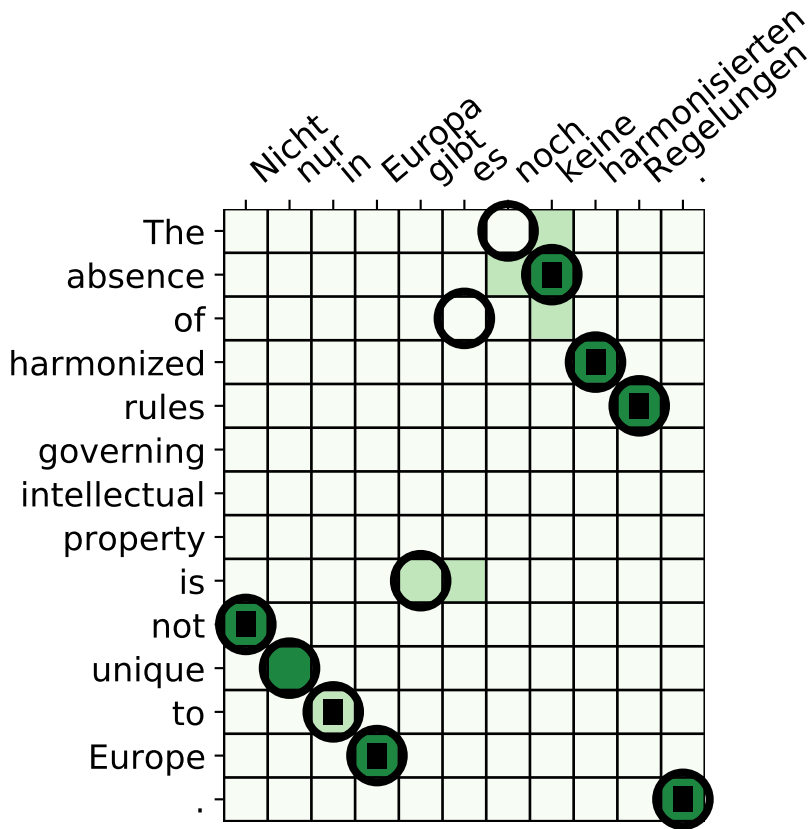 Nicht
nur
in
Europa
gibt
es
noch
keine
harmonisierten
Regelungen
.
The
absence
of
harmonized
rules
governing
intellectual
property
is
not
unique
to
Europe
.